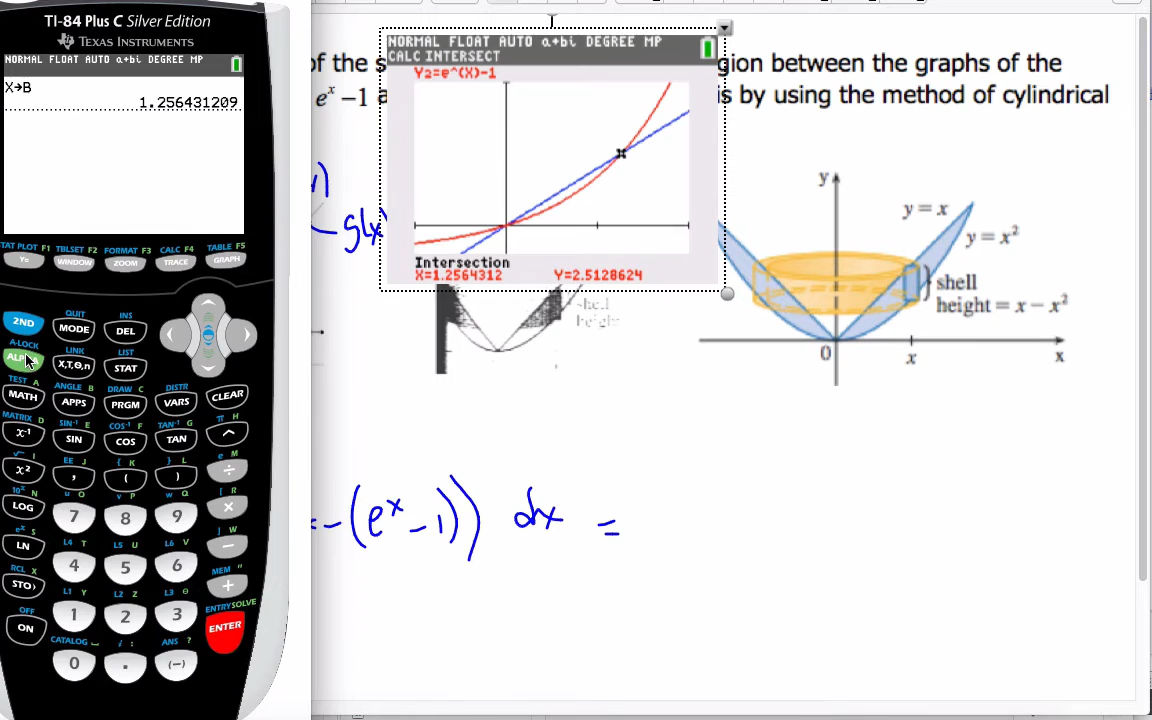 TI-84 Plus C Silver Edition
TEXAS INSTRUMENTS
NORMAL FLOAT AUTO a+bi DEGREE MP
X→B
1.256431209
STAT PLOT F1 TBLSET F2 FORMAT F3 CALC F4 TABLE F5
Y= WINDOW ZOOM TRACE GRAPH
QUIT INS
2ND MODE DEL
A-LOCK LINK LIST
X,T,Θ,n STAT
TEST A ANGLE B DRAW C DISTR
MATH APPS PRGM VARS CLEAR
MATRIX D SIN⁻¹ E COS⁻¹ F TAN⁻¹ G π H
x⁻¹ SIN COS TAN ^
√ I EE J { K } L e M
x² , ( ) ÷
10ˣ N u O v P w Q [ R
LOG 7 8 9 ×
eˣ S L4 T L5 U L6 V ] W
LN 4 5 6 −
RCL X L1 Y L2 Z L3 θ MEM "
STO› 1 2 3 +
OFF CATALOG ⎵ i : ANS ? ENTRY SOLVE
ON 0 . (−) ENTER
of the s
gion between the graphs of the
eˣ −1 a
s by using the method of cylindrical
NORMAL FLOAT AUTO a+bi DEGREE MP
CALC INTERSECT
Y2=e^(X)-1
Intersection
X=1.2564312 Y=2.5128624
g(x)
shell
height
y
y = x
y = x²
shell
height = x − x²
0 x x
-(eˣ -1)) dx =